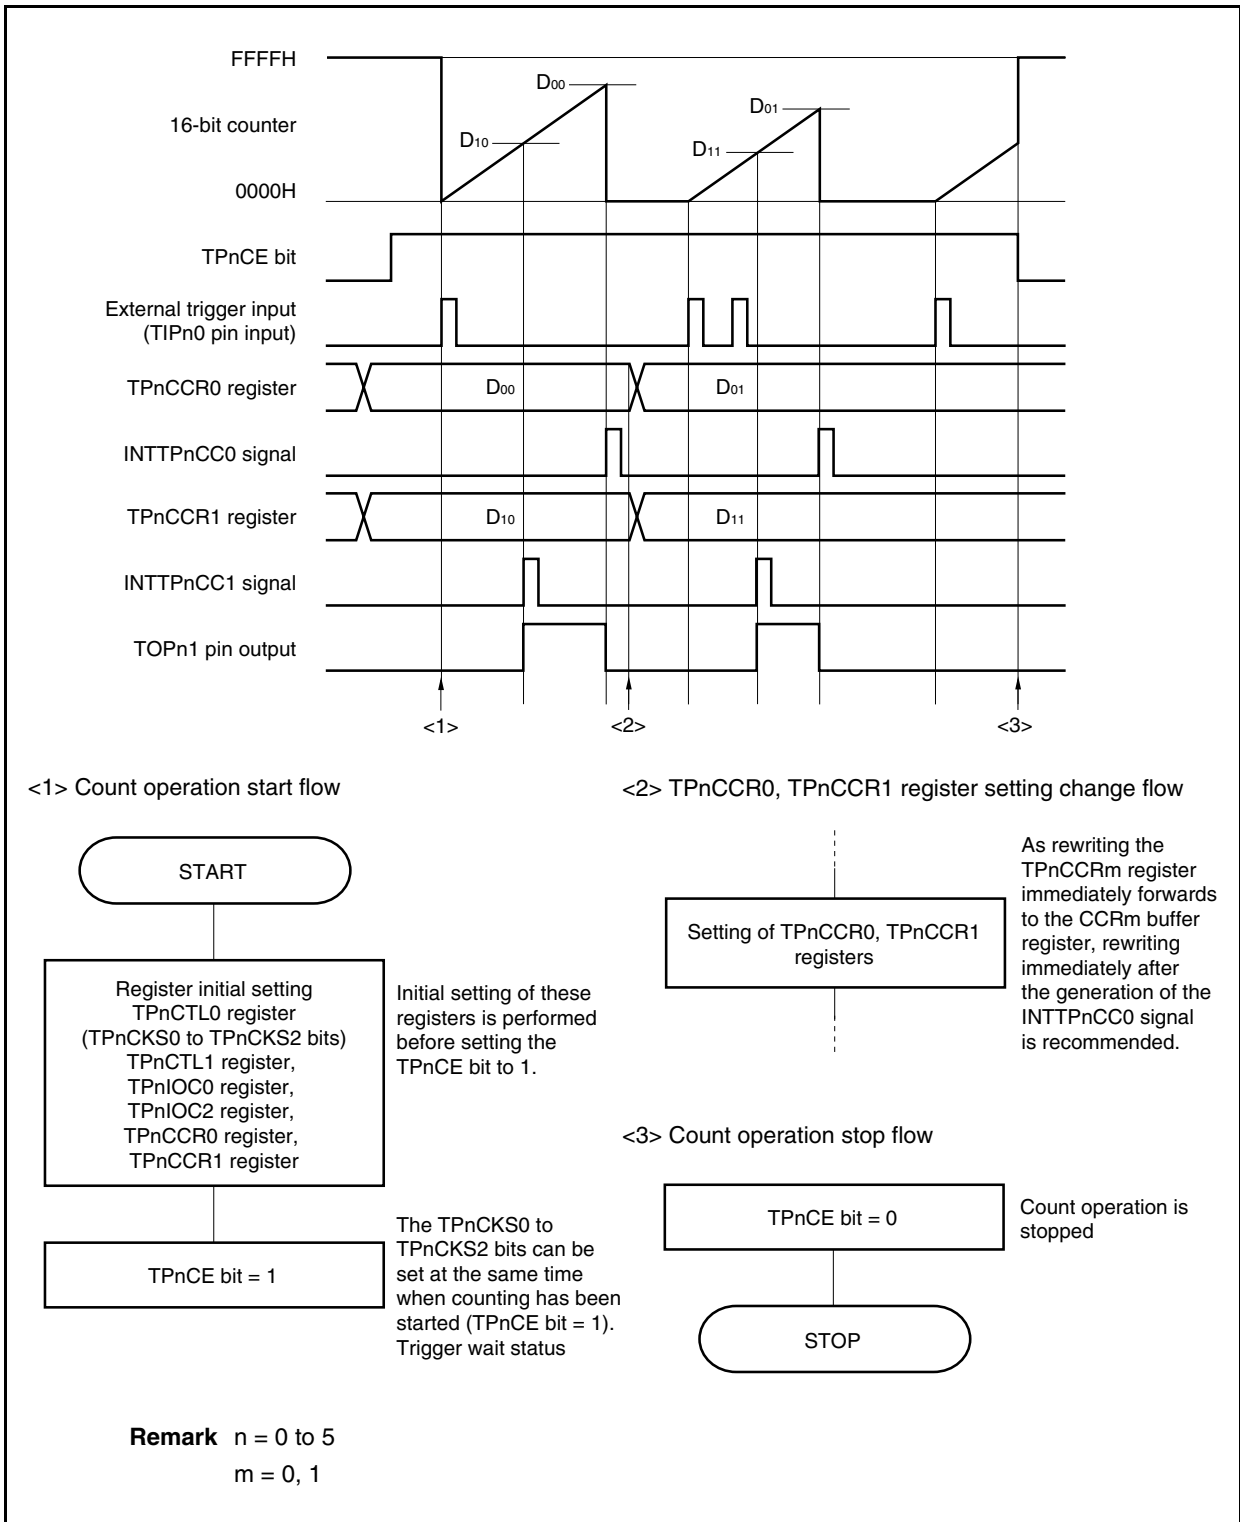 FFFFH
D00
D01
16-bit counter
D10
D11
0000H
TPnCE bit
External trigger input
(TIPn0 pin input)
TPnCCR0 register
D00
D01
INTTPnCC0 signal
TPnCCR1 register
D10
D11
INTTPnCC1 signal
TOPn1 pin output
<1>
<2>
<3>
<1> Count operation start flow
START
Register initial setting
TPnCTL0 register
(TPnCKS0 to TPnCKS2 bits)
TPnCTL1 register,
TPnIOC0 register,
TPnIOC2 register,
TPnCCR0 register,
TPnCCR1 register
Initial setting of these
registers is performed
before setting the
TPnCE bit to 1.
TPnCE bit = 1
The TPnCKS0 to
TPnCKS2 bits can be
set at the same time
when counting has been
started (TPnCE bit = 1).
Trigger wait status
<2> TPnCCR0, TPnCCR1 register setting change flow
Setting of TPnCCR0, TPnCCR1
registers
As rewriting the
TPnCCRm register
immediately forwards
to the CCRm buffer
register, rewriting
immediately after
the generation of the
INTTPnCC0 signal
is recommended.
<3> Count operation stop flow
TPnCE bit = 0
Count operation is
stopped
STOP
Remark n = 0 to 5
m = 0, 1